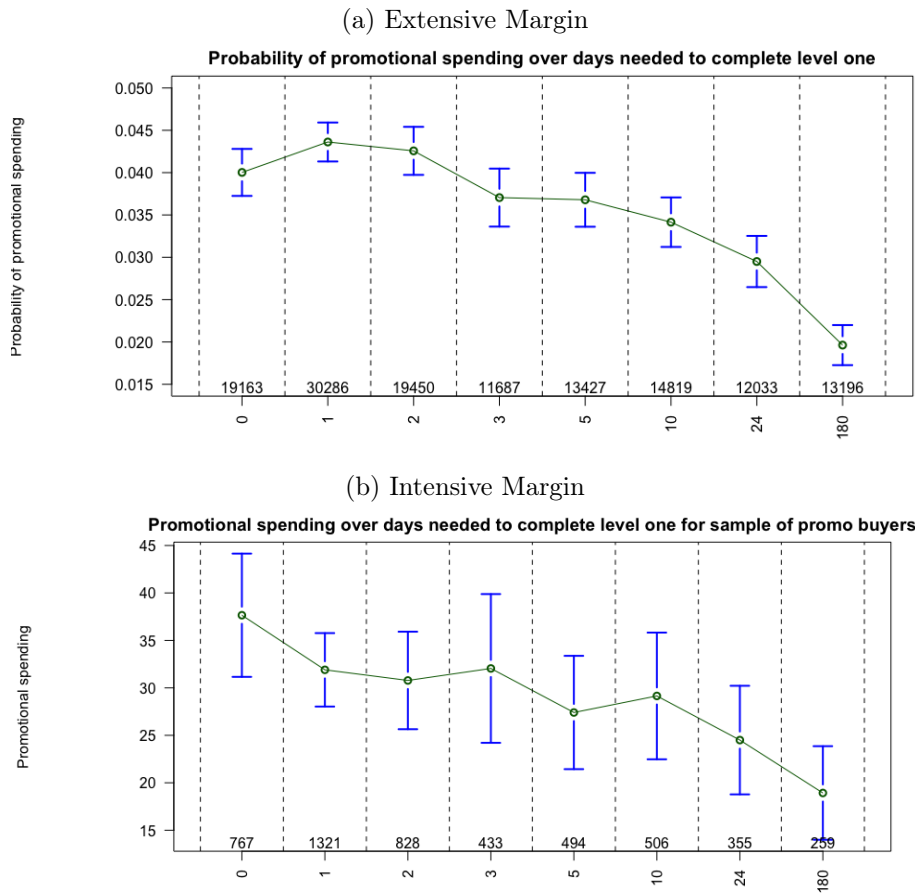 (a) Extensive Margin
Probability of promotional spending over days needed to complete level one
Probability of promotional spending
0.050
0.045
0.040
0.035
0.030
0.025
0.020
0.015
19163 30286 19450 11687 13427 14819 12033 13196
0 1 2 3 5 10 24 180
(b) Intensive Margin
Promotional spending over days needed to complete level one for sample of promo buyers
Promotional spending
45
40
35
30
25
20
15
767 1321 828 433 494 506 355 259
0 1 2 3 5 10 24 180